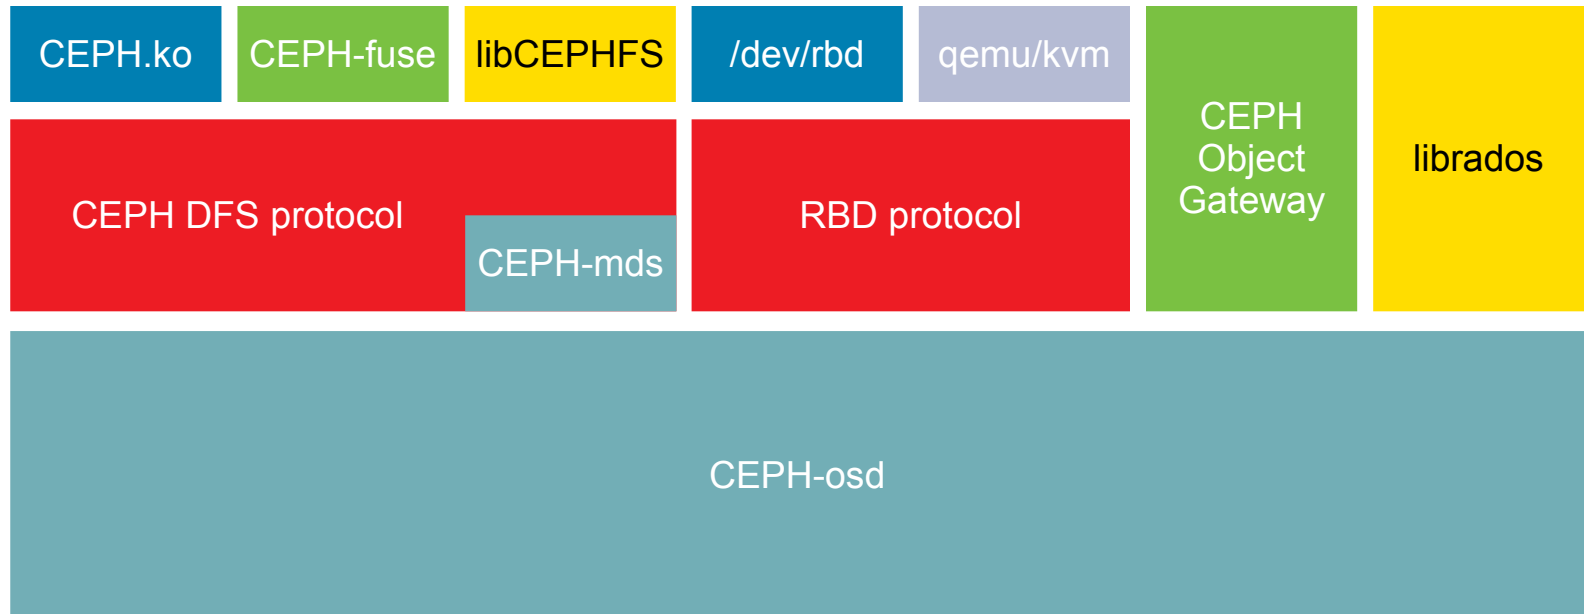 CEPH.ko
CEPH-fuse
libCEPHFS
/dev/rbd
qemu/kvm
CEPH
Object
Gateway
librados
CEPH DFS protocol
CEPH-mds
RBD protocol
CEPH-osd